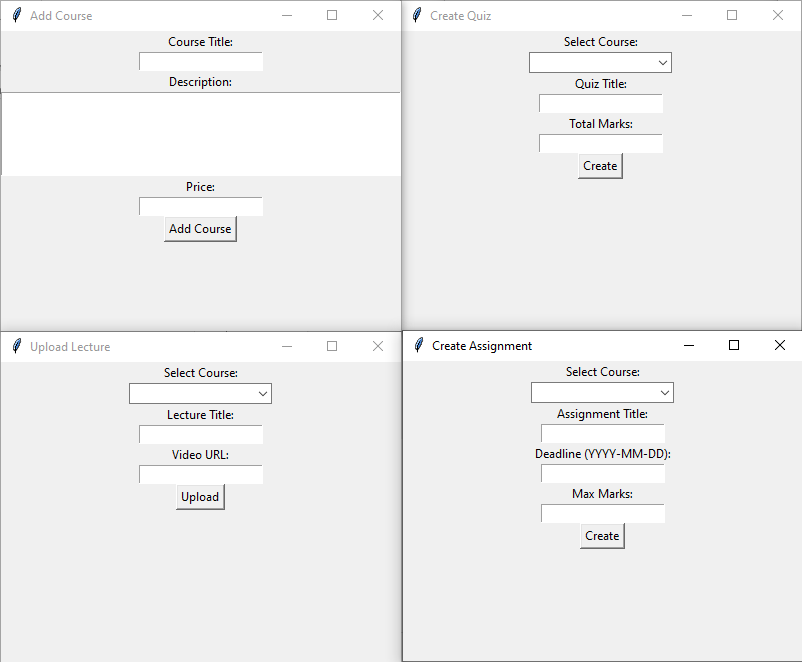 Add Course
Course Title:
Description:
Price:
Add Course
Create Quiz
Select Course:
Quiz Title:
Total Marks:
Create
Upload Lecture
Select Course:
Lecture Title:
Video URL:
Upload
Create Assignment
Select Course:
Assignment Title:
Deadline (YYYY-MM-DD):
Max Marks:
Create